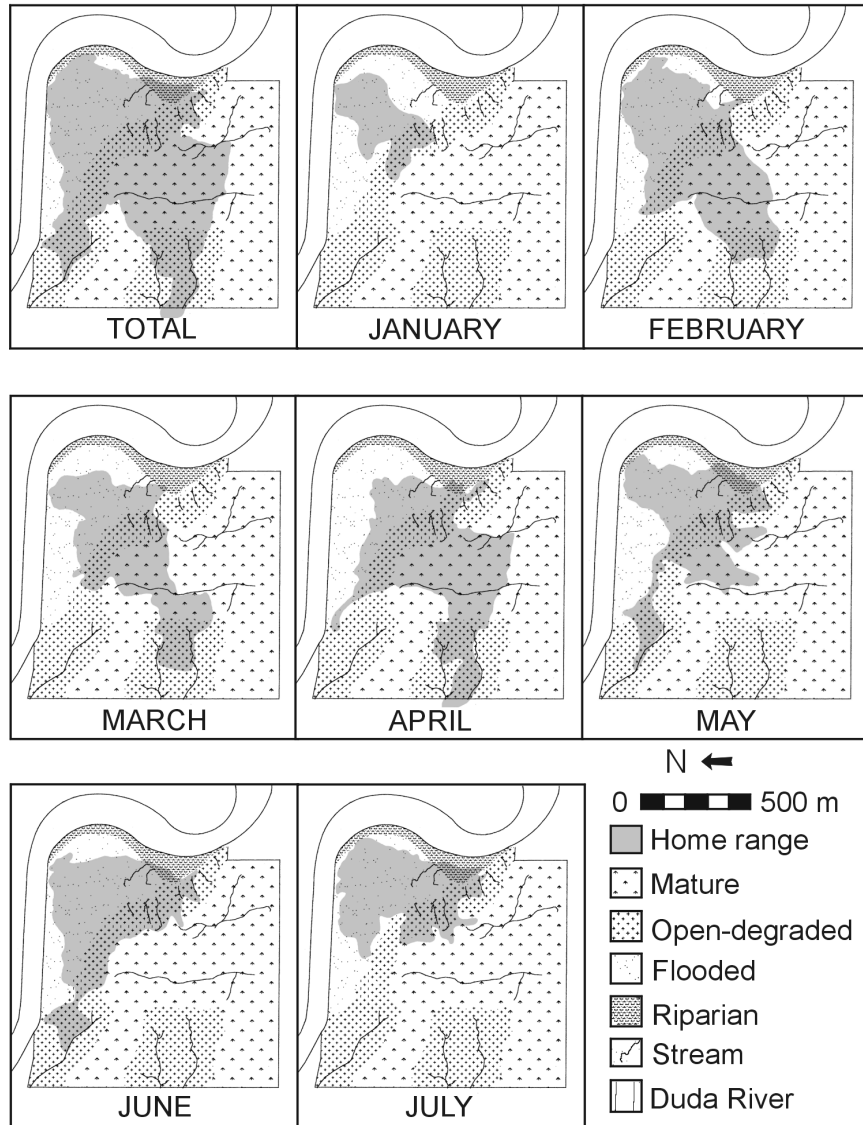 TOTAL
JANUARY
FEBRUARY
MARCH
APRIL
MAY
N
0 500 m
Home range
Mature
Open-degraded
Flooded
Riparian
Stream
Duda River
JUNE
JULY